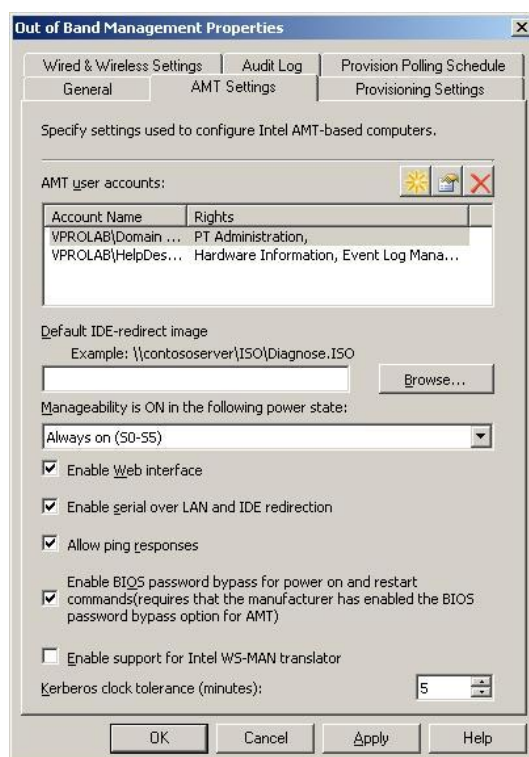 Out of Band Management Properties
Wired & Wireless Settings
Audit Log
Provision Polling Schedule
General
AMT Settings
Provisioning Settings
Specify settings used to configure Intel AMT-based computers.
AMT user accounts:
Account Name Rights
VPROLAB\Domain ... PT Administration,
VPROLAB\HelpDes... Hardware Information, Event Log Mana...
Default IDE-redirect image
Example: \\contososerver\ISO\Diagnose.ISO
Browse...
Manageability is ON in the following power state:
Always on (S0-S5)
Enable Web interface
Enable serial over LAN and IDE redirection
Allow ping responses
Enable BIOS password bypass for power on and restart
commands(requires that the manufacturer has enabled the BIOS
password bypass option for AMT)
Enable support for Intel WS-MAN translator
Kerberos clock tolerance (minutes): 5
OK Cancel Apply Help